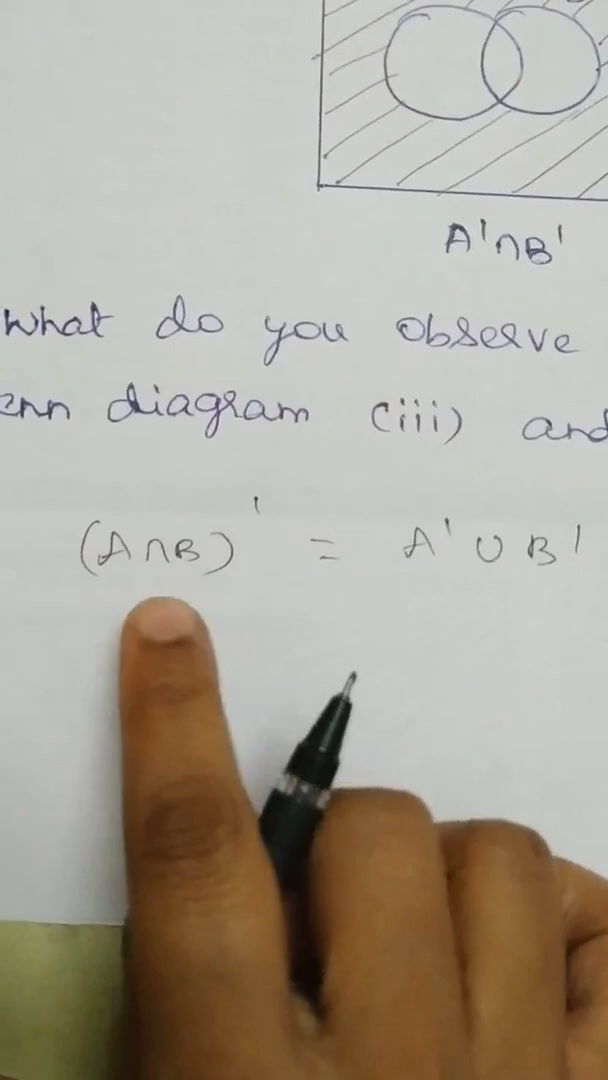 A'∩B'
what do you observe
enn diagram (iii) and
(A∩B)' = A' ∪ B'